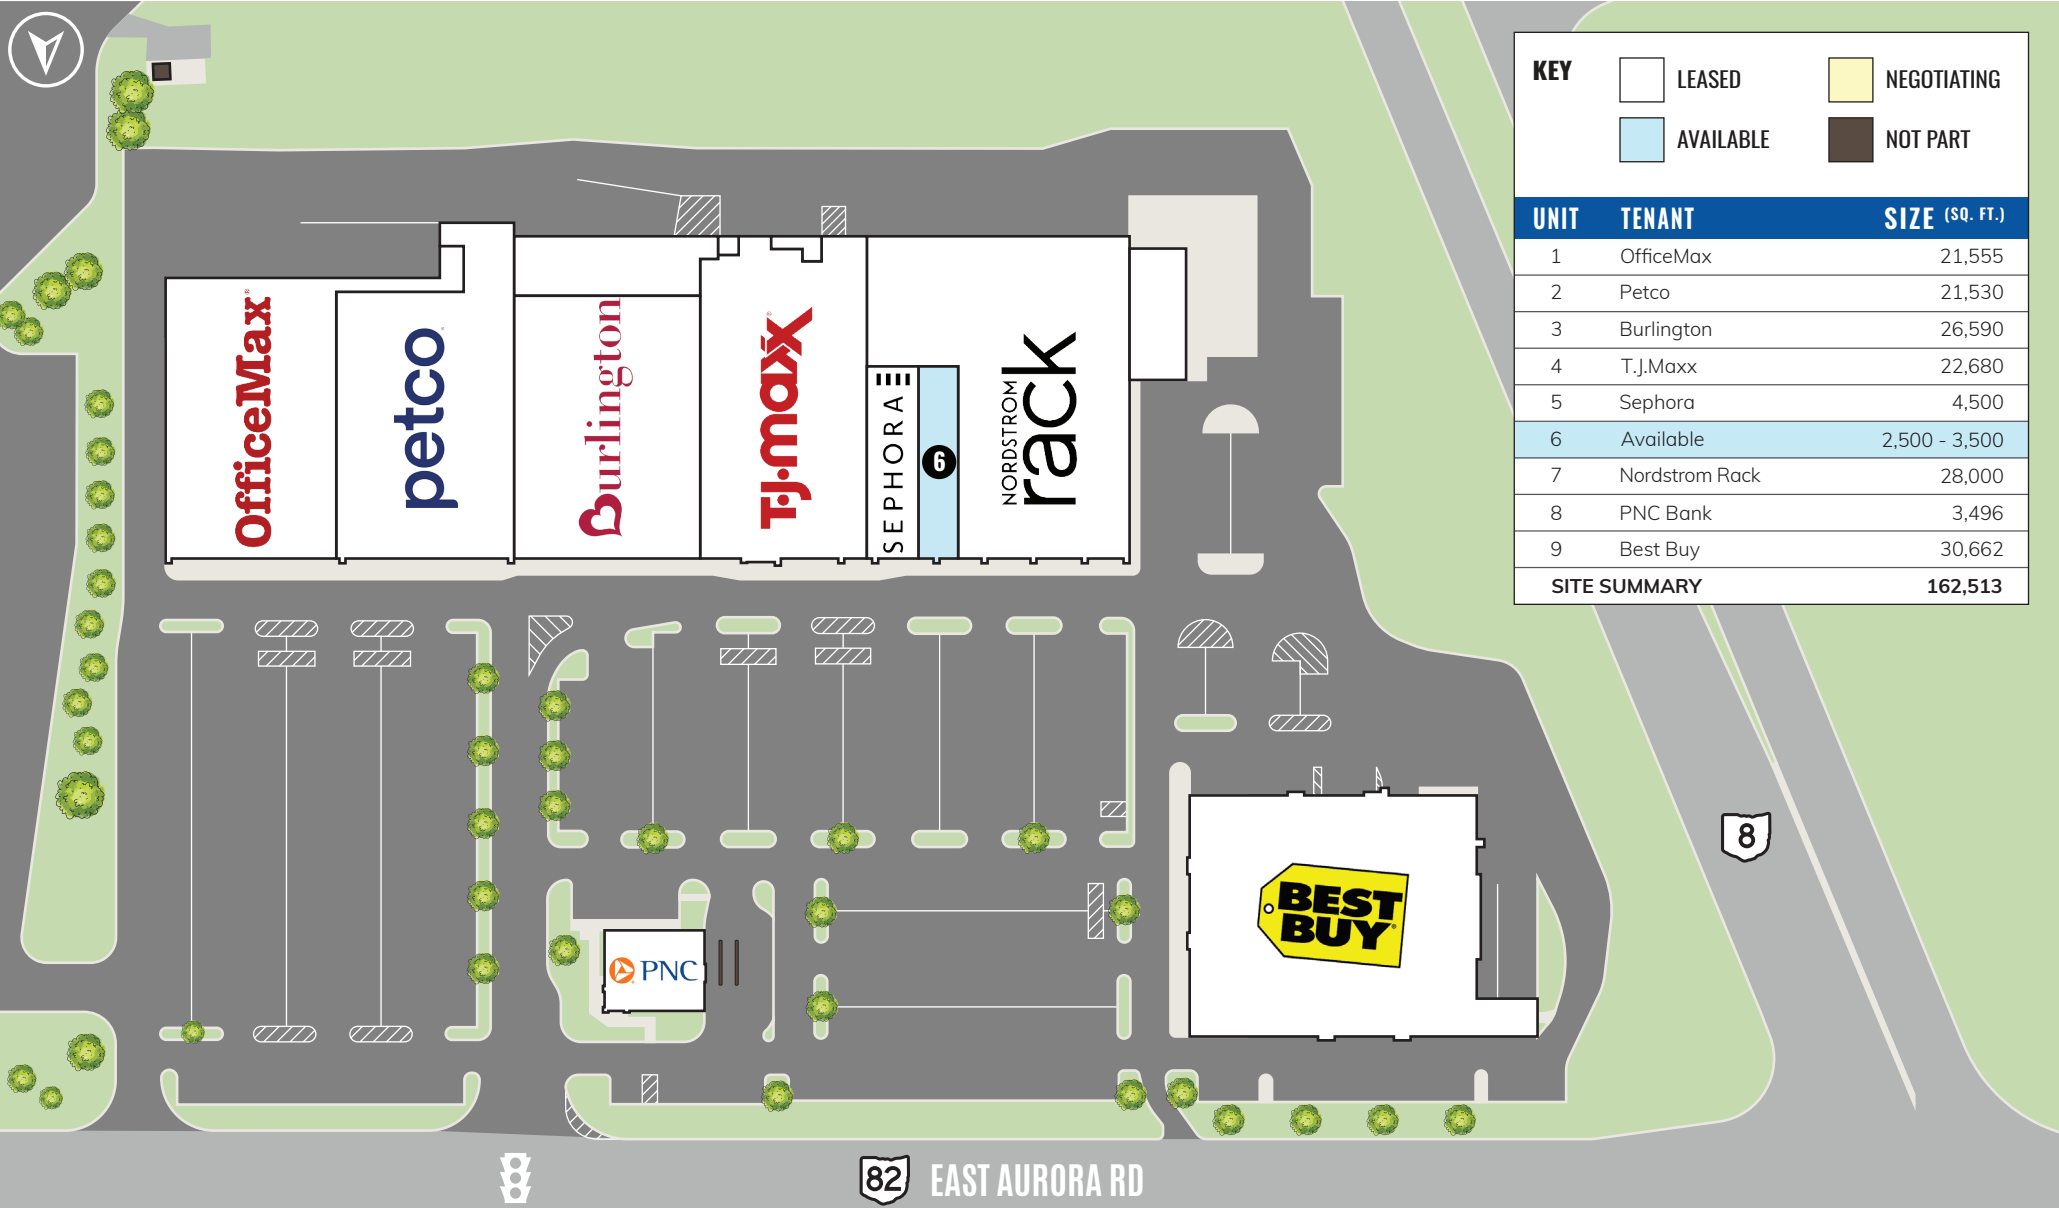 KEY
LEASED
NEGOTIATING
AVAILABLE
NOT PART
UNIT TENANT SIZE (SQ. FT.)
1 OfficeMax 21,555
2 Petco 21,530
3 Burlington 26,590
4 T.J.Maxx 22,680
5 Sephora 4,500
6 Available 2,500 - 3,500
7 Nordstrom Rack 28,000
8 PNC Bank 3,496
9 Best Buy 30,662
SITE SUMMARY 162,513
OfficeMax
petco
Burlington
T•J•maxx
SEPHORA
6
NORDSTROM
rack
8
BEST
BUY
PNC
82 EAST AURORA RD